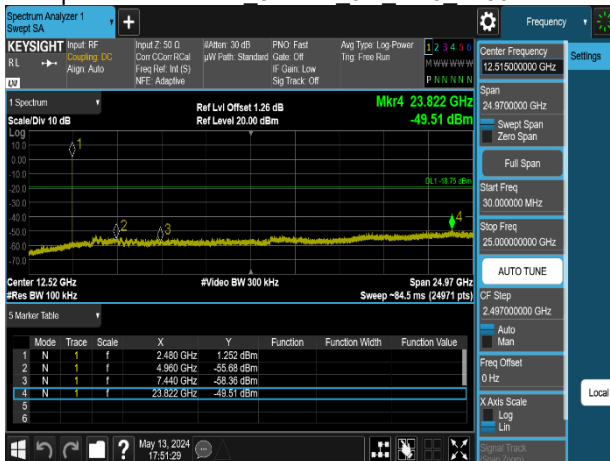 Spectrum Analyzer 1
Swept SA
+
Frequency
KEYSIGHT
R L
Input: RF
Coupling: DC
Align: Auto
Input Z: 50 Ω
Corr CCorr RCal
Freq Ref: Int (S)
NFE: Adaptive
#Atten: 30 dB
µW Path: Standard
PNO: Fast
Gate: Off
IF Gain: Low
Sig Track: Off
Avg Type: Log-Power
Trig: Free Run
1 2 3 4 5 6
M W W W W W
P N N N N N
1 Spectrum
Scale/Div 10 dB
Ref Lvl Offset 1.26 dB
Ref Level 20.00 dBm
Mkr4 23.822 GHz
-49.51 dBm
Log
10.0
0.00
-10.0
-20.0
-30.0
-40.0
-50.0
-60.0
-70.0
1
2
3
4
DL1 -18.75 dBm
Center 12.52 GHz
#Res BW 100 kHz
#Video BW 300 kHz
Span 24.97 GHz
Sweep ~84.5 ms (24971 pts)
5 Marker Table
Mode Trace Scale X Y Function Function Width Function Value
1 N 1 f 2.480 GHz 1.252 dBm
2 N 1 f 4.960 GHz -55.68 dBm
3 N 1 f 7.440 GHz -58.36 dBm
4 N 1 f 23.822 GHz -49.51 dBm
5
6
?
May 13, 2024
17:51:29
Center Frequency
12.515000000 GHz
Span
24.9700000 GHz
Swept Span
Zero Span
Full Span
Start Freq
30.000000 MHz
Stop Freq
25.000000000 GHz
AUTO TUNE
CF Step
2.497000000 GHz
Auto
Man
Freq Offset
0 Hz
X Axis Scale
Log
Lin
Signal Track
(Span Zoom)
Settings
Local